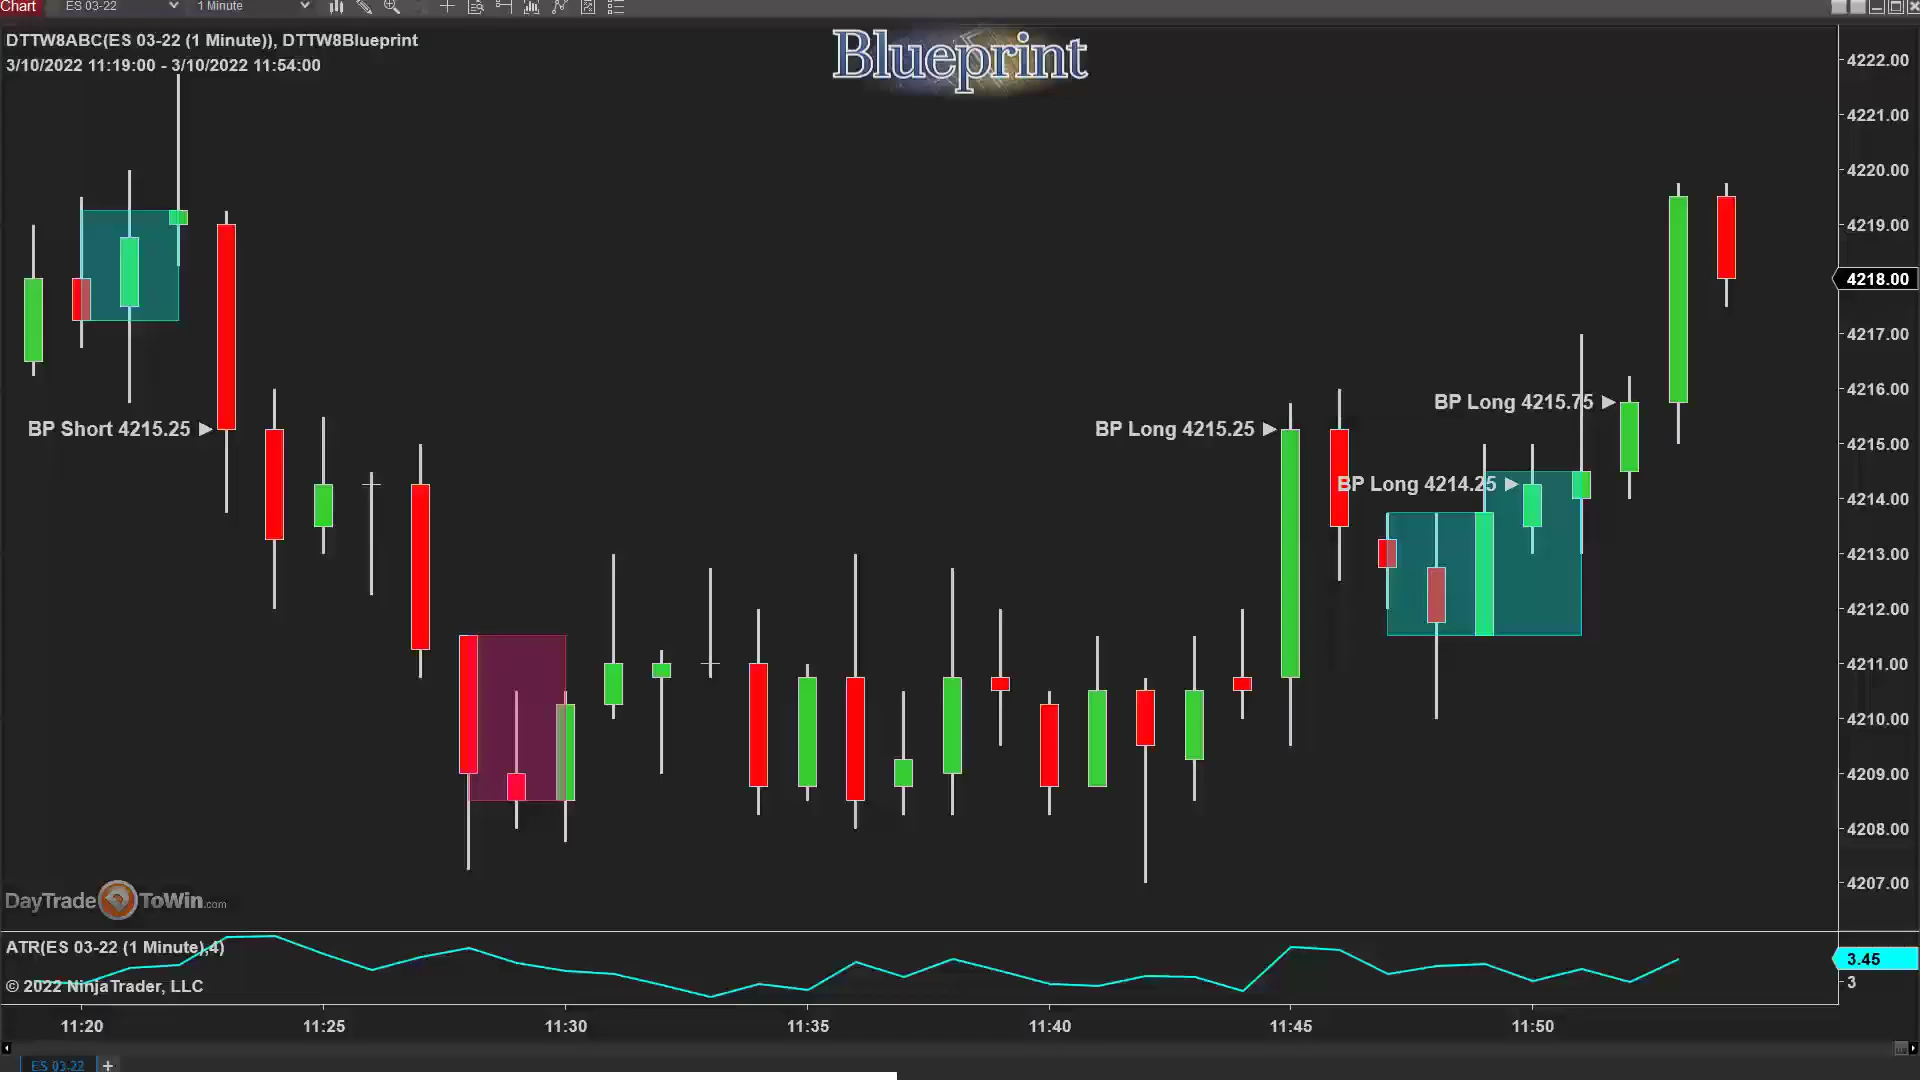 Chart ES 03-22 1 Minute
DTTW8ABC(ES 03-22 (1 Minute)), DTTW8Blueprint
3/10/2022 11:19:00 - 3/10/2022 11:54:00
Blueprint
4222.00
4221.00
4220.00
4219.00
4218.00
4217.00
4216.00
4215.00
4214.00
4213.00
4212.00
4211.00
4210.00
4209.00
4208.00
4207.00
BP Short 4215.25
BP Long 4215.25
BP Long 4215.75
BP Long 4214.25
DayTradeToWin.com
ATR(ES 03-22 (1 Minute),4)
3.45
3
© 2022 NinjaTrader, LLC
11:20 11:25 11:30 11:35 11:40 11:45 11:50
ES 03-22 +